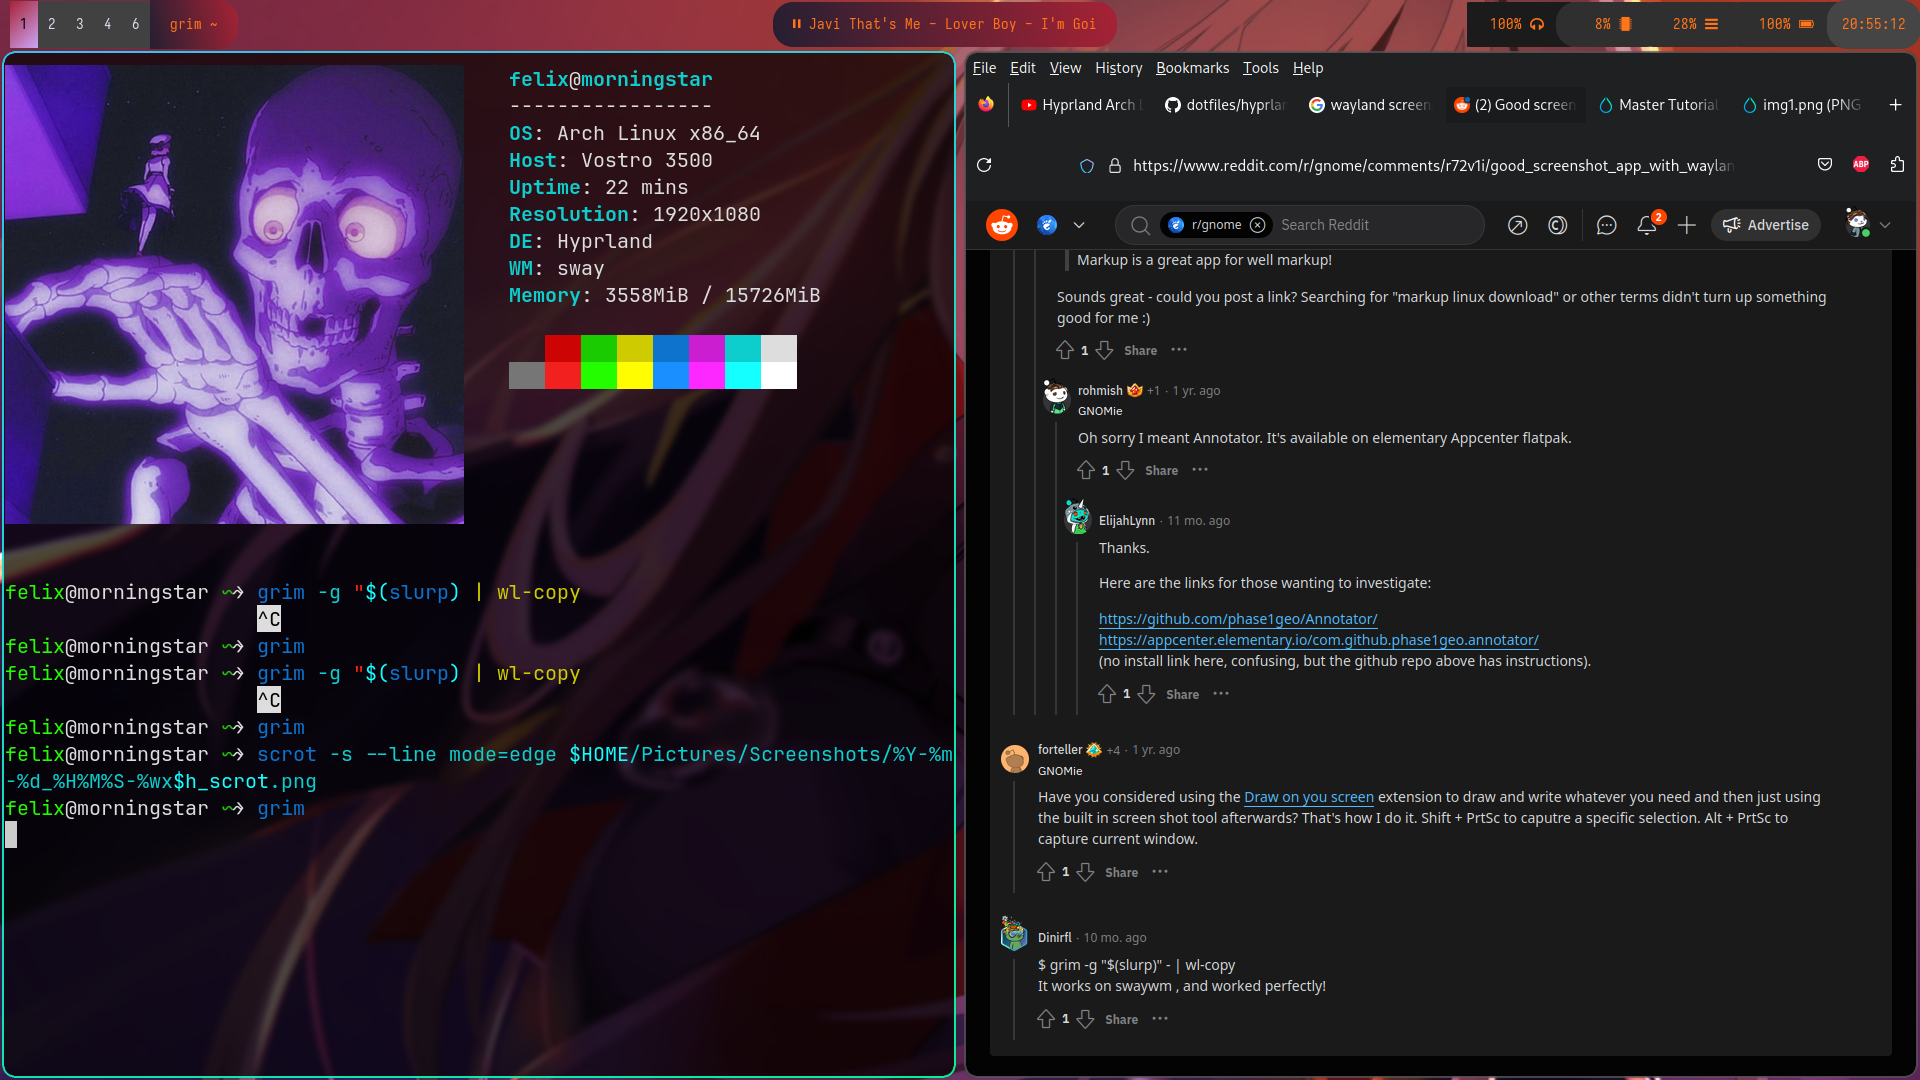 1 2 3 4 6 grim ~
Javi That's Me - Lover Boy - I'm Goi
100% 8% 28% 100% 20:55:12
felix@morningstar
-----------------
OS: Arch Linux x86_64
Host: Vostro 3500
Uptime: 22 mins
Resolution: 1920x1080
DE: Hyprland
WM: sway
Memory: 3558MiB / 15726MiB
felix@morningstar ~> grim -g "$(slurp) | wl-copy
^C
felix@morningstar ~> grim
felix@morningstar ~> grim -g "$(slurp) | wl-copy
^C
felix@morningstar ~> grim
felix@morningstar ~> scrot -s --line mode=edge $HOME/Pictures/Screenshots/%Y-%m
-%d_%H%M%S-%wx$h_scrot.png
felix@morningstar ~> grim
File Edit View History Bookmarks Tools Help
Hyprland Arch L dotfiles/hyprlan wayland screen (2) Good screen Master Tutorial img1.png (PNG
https://www.reddit.com/r/gnome/comments/r72v1i/good_screenshot_app_with_waylan
ABP
r/gnome Search Reddit 2 Advertise
Markup is a great app for well markup!
Sounds great - could you post a link? Searching for "markup linux download" or other terms didn't turn up something
good for me :)
1 Share ···
rohmish +1 · 1 yr. ago
GNOMie
Oh sorry I meant Annotator. It's available on elementary Appcenter flatpak.
1 Share ···
ElijahLynn · 11 mo. ago
Thanks.
Here are the links for those wanting to investigate:
https://github.com/phase1geo/Annotator/
https://appcenter.elementary.io/com.github.phase1geo.annotator/
(no install link here, confusing, but the github repo above has instructions).
1 Share ···
forteller +4 · 1 yr. ago
GNOMie
Have you considered using the Draw on you screen extension to draw and write whatever you need and then just using
the built in screen shot tool afterwards? That's how I do it. Shift + PrtSc to caputre a specific selection. Alt + PrtSc to
capture current window.
1 Share ···
Dinirfl · 10 mo. ago
$ grim -g "$(slurp)" - | wl-copy
It works on swaywm , and worked perfectly!
1 Share ···